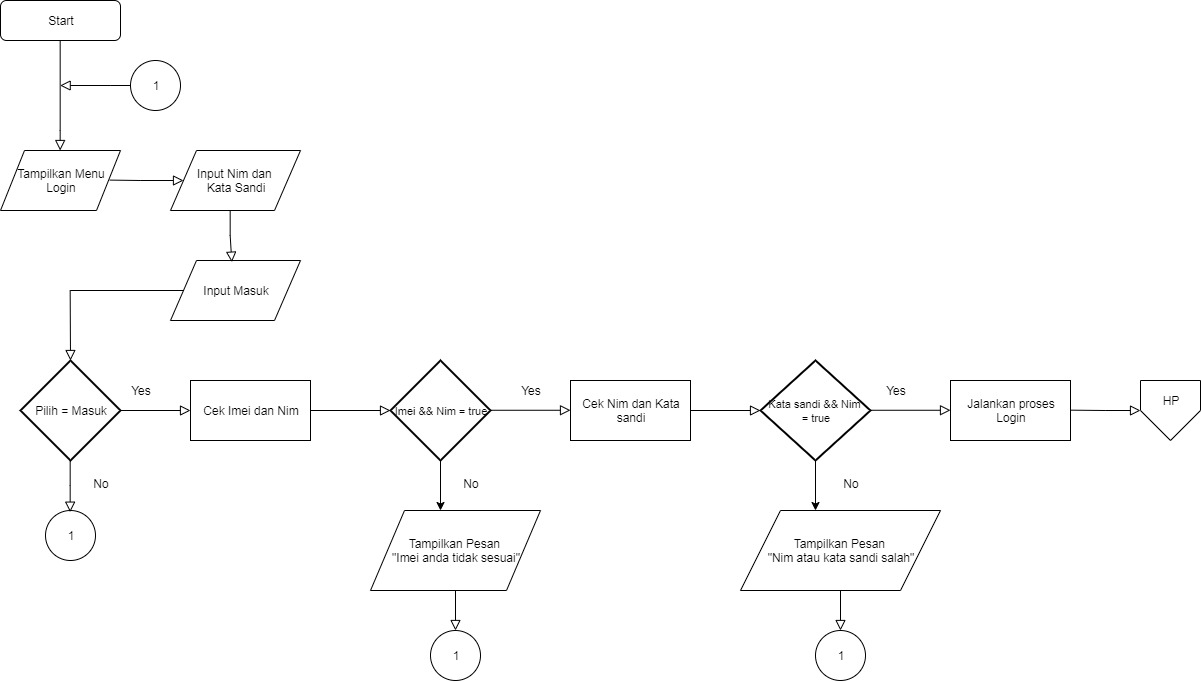 Start
1
Tampilkan Menu
Login
Input Nim dan
Kata Sandi
Input Masuk
Pilih = Masuk
Yes
Cek Imei dan Nim
Imei && Nim = true
Yes
Cek Nim dan Kata
sandi
Kata sandi && Nim
= true
Yes
Jalankan proses
Login
HP
No
1
No
Tampilkan Pesan
"Imei anda tidak sesuai"
1
No
Tampilkan Pesan
"Nim atau kata sandi salah"
1